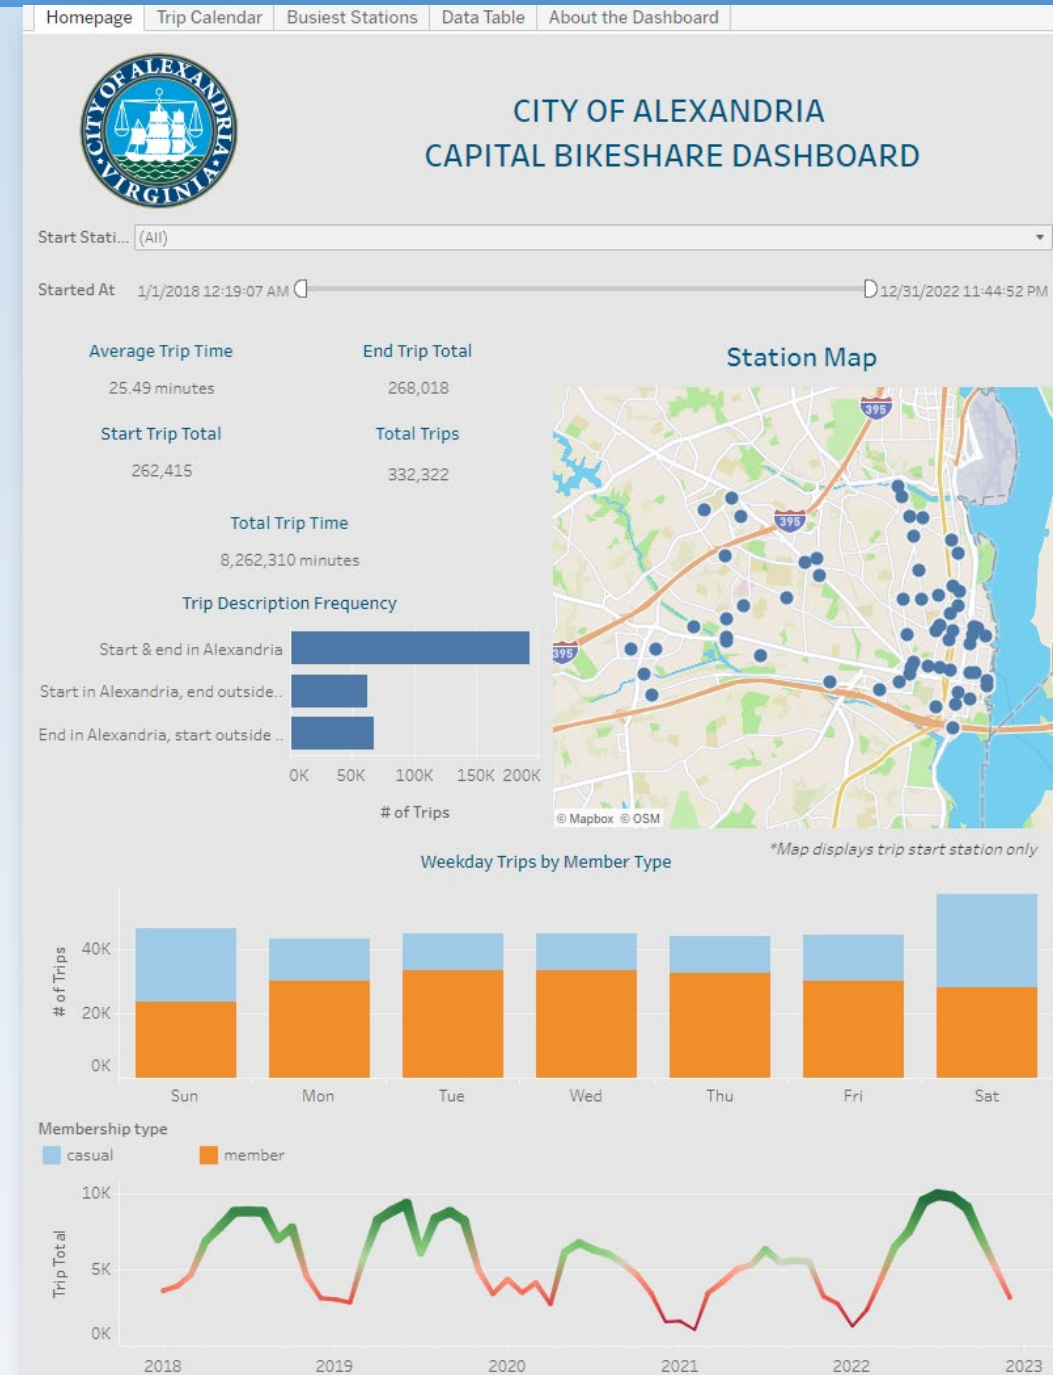 Homepage Trip Calendar Busiest Stations Data Table About the Dashboard
CITY OF ALEXANDRIA VIRGINIA
CITY OF ALEXANDRIA
CAPITAL BIKESHARE DASHBOARD
Start Stati... (All)
Started At 1/1/2018 12:19:07 AM 12/31/2022 11:44:52 PM
Average Trip Time
25.49 minutes
End Trip Total
268,018
Start Trip Total
262,415
Total Trips
332,322
Total Trip Time
8,262,310 minutes
Trip Description Frequency
Start & end in Alexandria
Start in Alexandria, end outside..
End in Alexandria, start outside ..
0K 50K 100K 150K 200K
# of Trips
Station Map
395
395
395
© Mapbox © OSM
*Map displays trip start station only
Weekday Trips by Member Type
# of Trips
40K
20K
0K
Sun Mon Tue Wed Thu Fri Sat
Membership type
casual member
Trip Total
10K
5K
0K
2018 2019 2020 2021 2022 2023